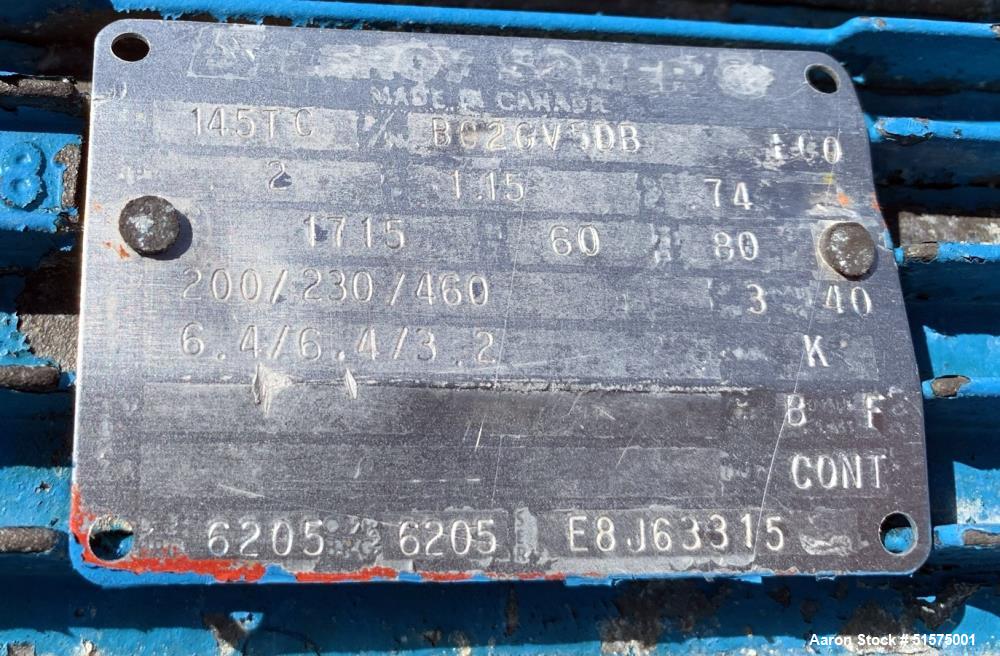 MADE IN CANADA
145TC BC2GV5DB
2 1.15 74
1715 60 80
200/230/460 3 40
6.4/6.4/3.2 K
B F
CONT
6205 6205 E8J63315
Aaron Stock # 51575001